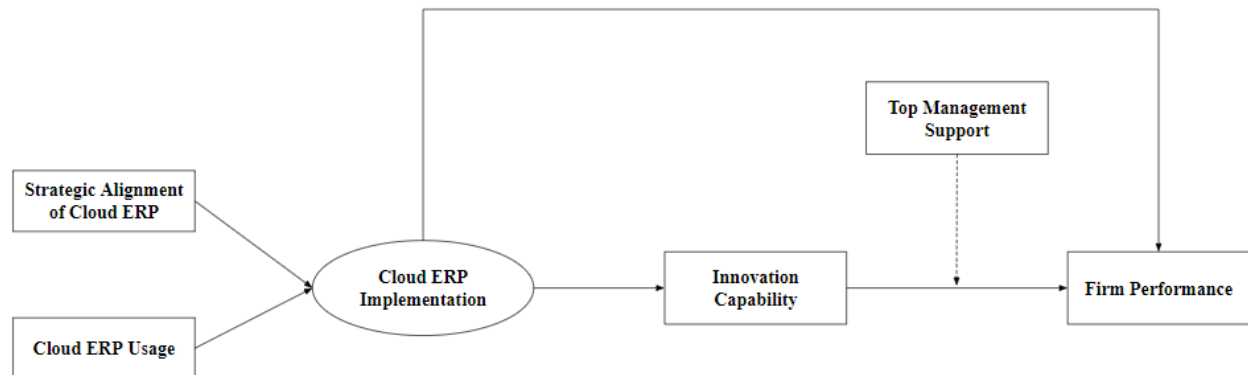 Top Management
Support
Strategic Alignment
of Cloud ERP
Cloud ERP
Implementation
Innovation
Capability
Firm Performance
Cloud ERP Usage